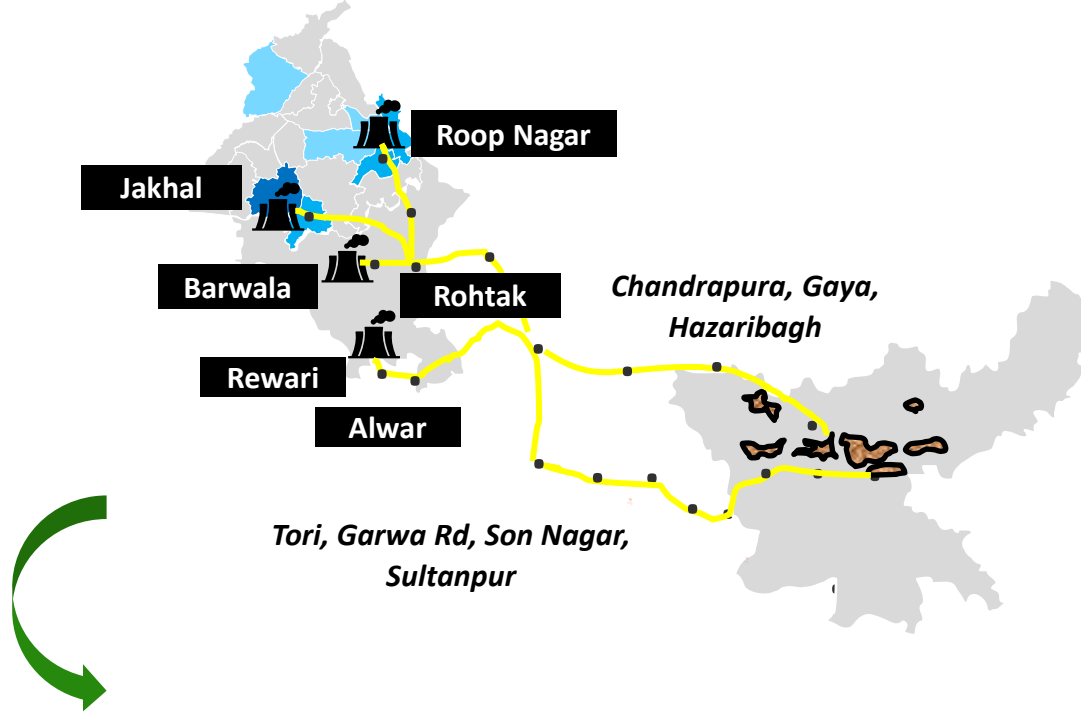 Roop Nagar
Jakhal
Barwala
Rohtak
Chandrapura, Gaya,
Hazaribagh
Rewari
Alwar
Tori, Garwa Rd, Son Nagar,
Sultanpur